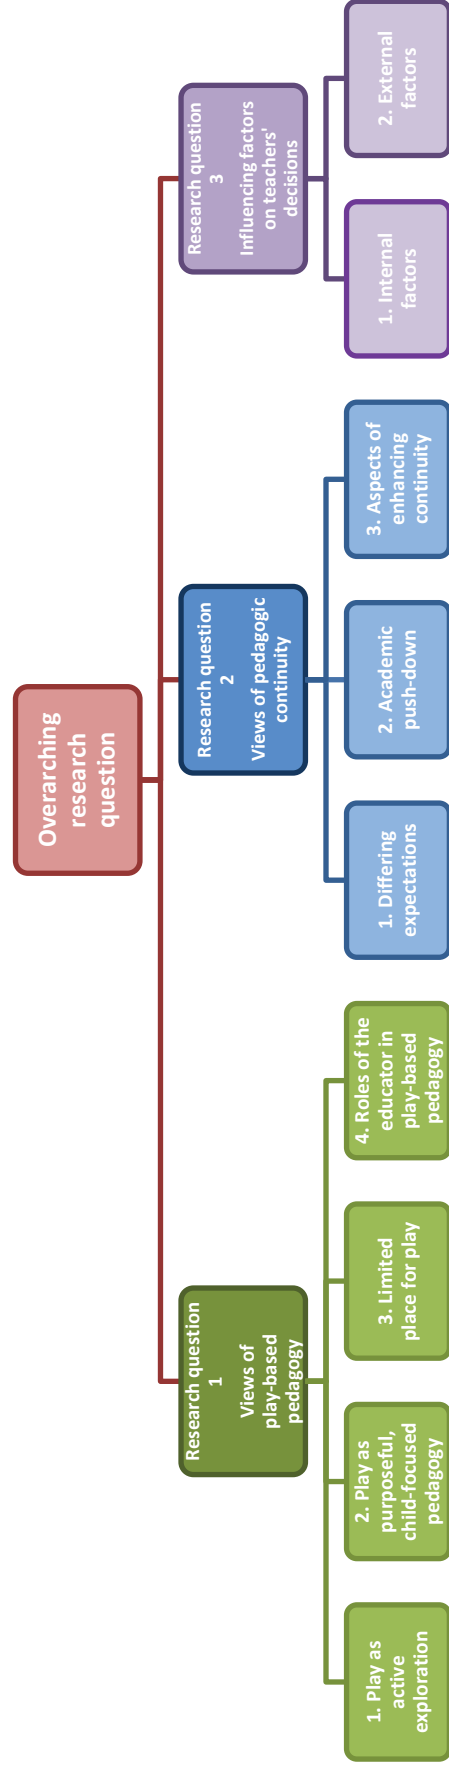 Overarching
research
question
Research question
1
Views of
play-based
pedagogy
Research question
2
Views of pedagogic
continuity
Research question
3
Influencing factors
on teachers'
decisions
1. Play as
active
exploration
2. Play as
purposeful,
child-focused
pedagogy
3. Limited
place for play
4. Roles of the
educator in
play-based
pedagogy
1. Differing
expectations
2. Academic
push-down
3. Aspects of
enhancing
continuity
1. Internal
factors
2. External
factors